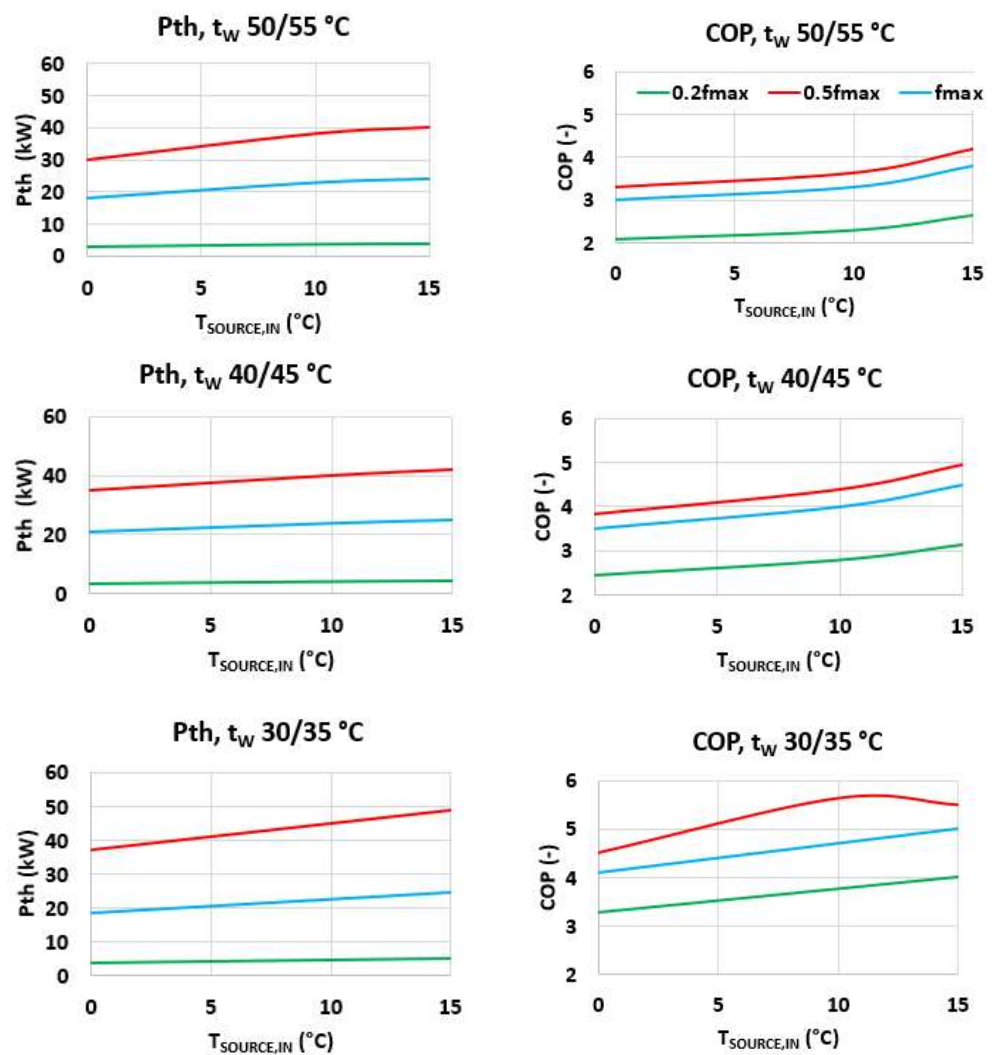 Pth, tW 50/55 °C
60
50
40
30
20
10
0
Pth (kW)
0 5 10 15
TSOURCE,IN (°C)
COP, tW 50/55 °C
0.2fmax 0.5fmax fmax
6
5
4
3
2
COP (-)
0 5 10 15
TSOURCE,IN (°C)
Pth, tW 40/45 °C
60
40
20
0
Pth (kW)
0 5 10 15
TSOURCE,IN (°C)
COP, tW 40/45 °C
6
5
4
3
2
COP (-)
0 5 10 15
TSOURCE,IN (°C)
Pth, tW 30/35 °C
60
50
40
30
20
10
0
Pth (kW)
0 5 10 15
TSOURCE,IN (°C)
COP, tW 30/35 °C
6
5
4
3
2
COP (-)
0 5 10 15
TSOURCE,IN (°C)